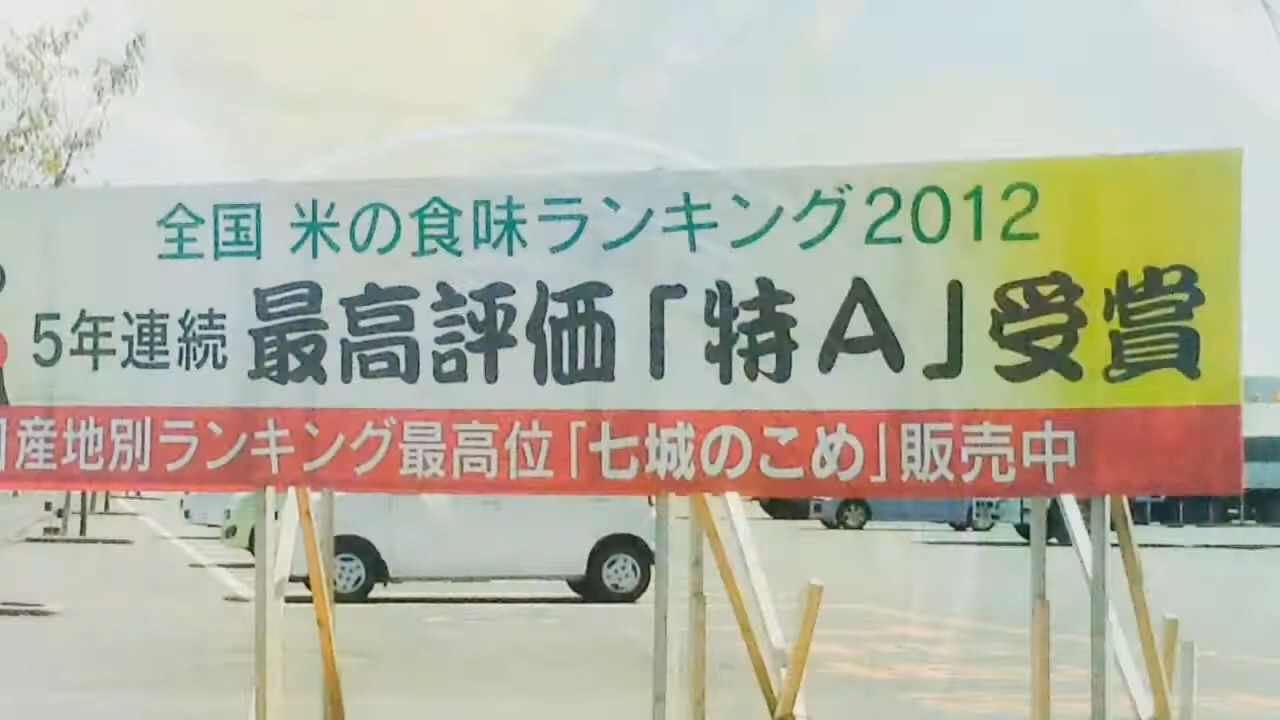 全国 米の食味ランキング2012
5年連続 最高評価「特A」受賞
産地別ランキング最高位「七城のこめ」販売中